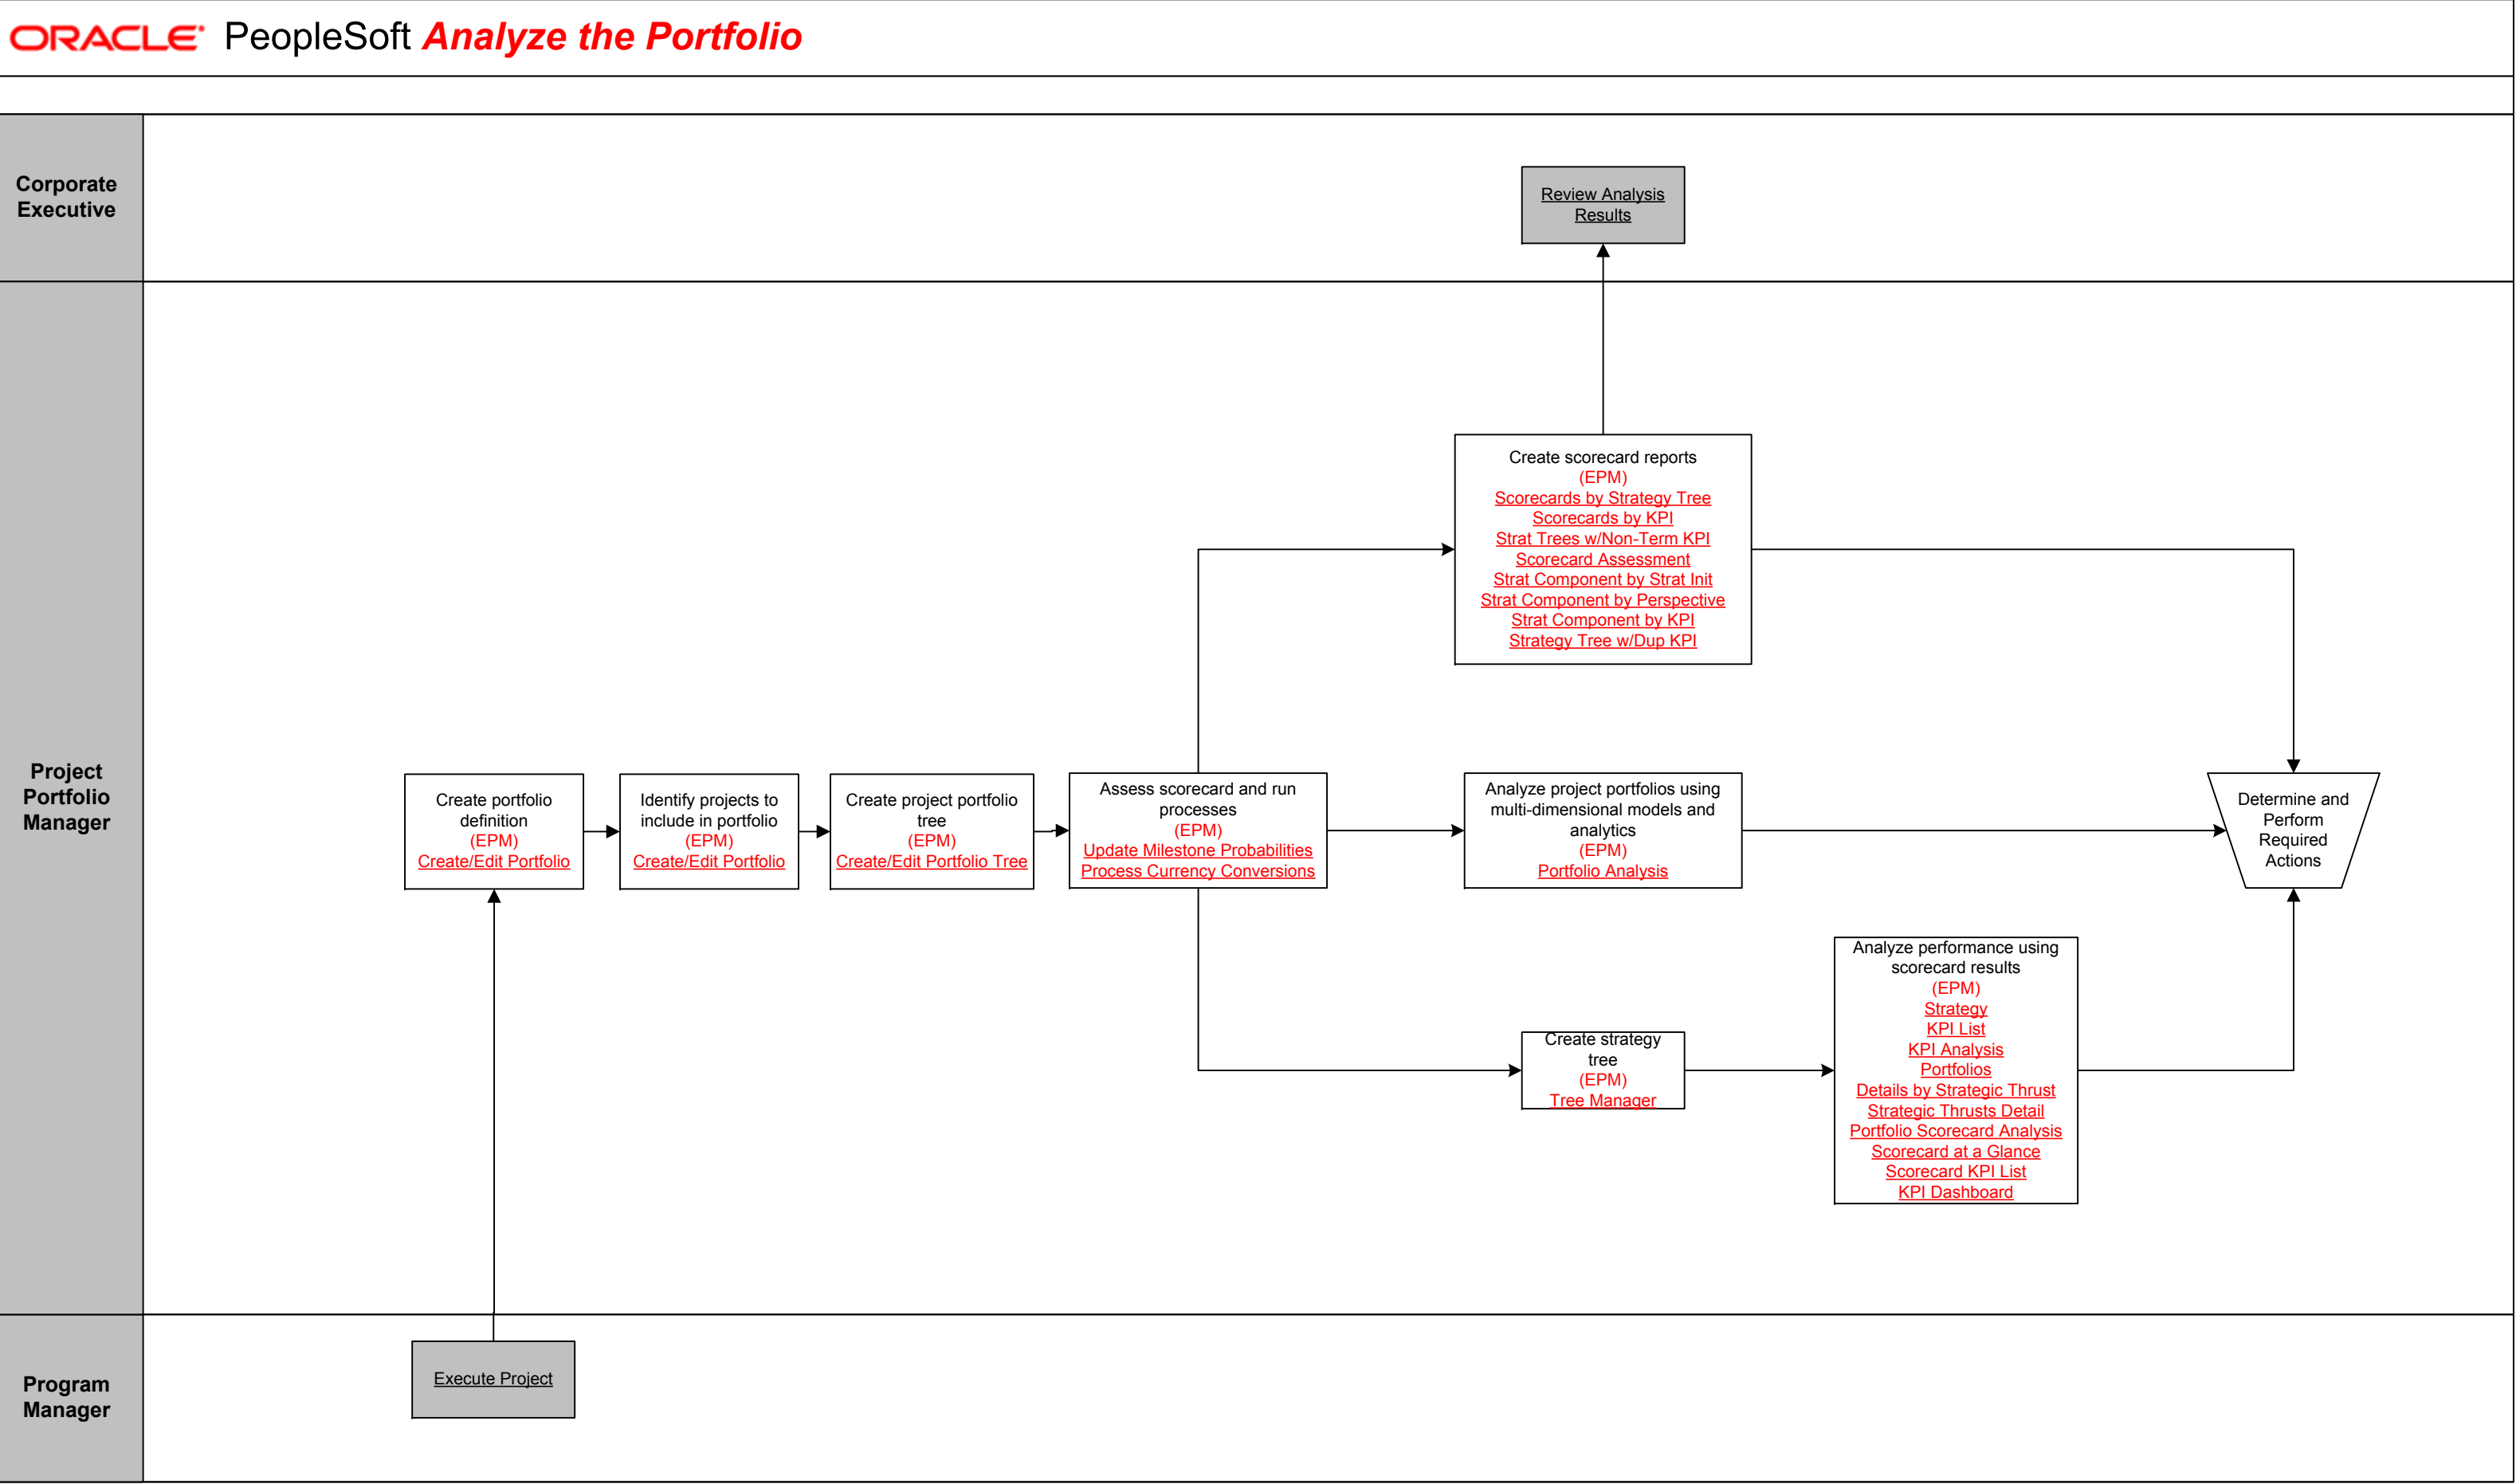 ORACLE PeopleSoft Analyze the Portfolio
Corporate
Executive
Review Analysis
Results
Project
Portfolio
Manager
Create scorecard reports
(EPM)
Scorecards by Strategy Tree
Scorecards by KPI
Strat Trees w/Non-Term KPI
Scorecard Assessment
Strat Component by Strat Init
Strat Component by Perspective
Strat Component by KPI
Strategy Tree w/Dup KPI
Create portfolio
definition
(EPM)
Create/Edit Portfolio
Identify projects to
include in portfolio
(EPM)
Create/Edit Portfolio
Create project portfolio
tree
(EPM)
Create/Edit Portfolio Tree
Assess scorecard and run
processes
(EPM)
Update Milestone Probabilities
Process Currency Conversions
Analyze project portfolios using
multi-dimensional models and
analytics
(EPM)
Portfolio Analysis
Determine and
Perform
Required
Actions
Create strategy
tree
(EPM)
Tree Manager
Analyze performance using
scorecard results
(EPM)
Strategy
KPI List
KPI Analysis
Portfolios
Details by Strategic Thrust
Strategic Thrusts Detail
Portfolio Scorecard Analysis
Scorecard at a Glance
Scorecard KPI List
KPI Dashboard
Program
Manager
Execute Project